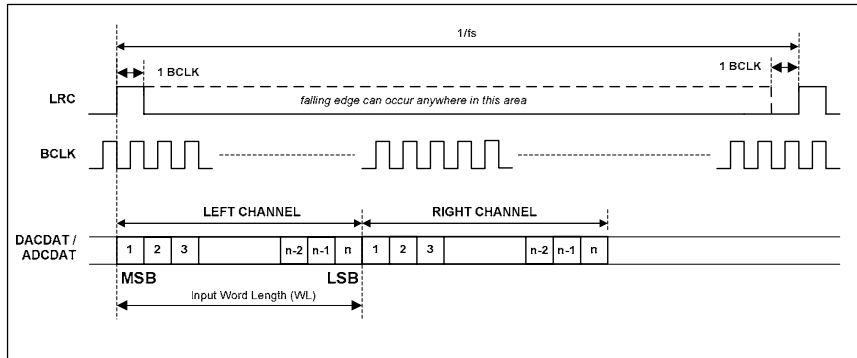 1/fs
1 BCLK
1 BCLK
LRC
falling edge can occur anywhere in this area
BCLK
LEFT CHANNEL
RIGHT CHANNEL
DACDAT /
ADCDAT
1 2 3 n-2 n-1 n 1 2 3 n-2 n-1 n
MSB LSB
Input Word Length (WL)